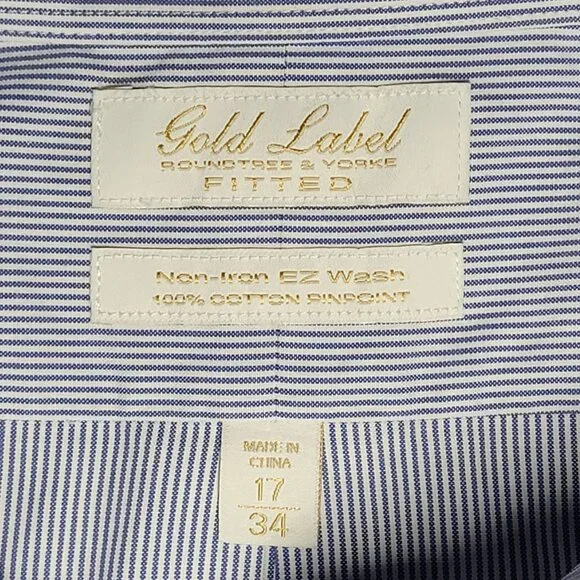 Gold Label
ROUNDTREE & YORKE
FITTED
Non-Iron EZ Wash
100% COTTON PINPOINT
MADE IN
CHINA
17
34